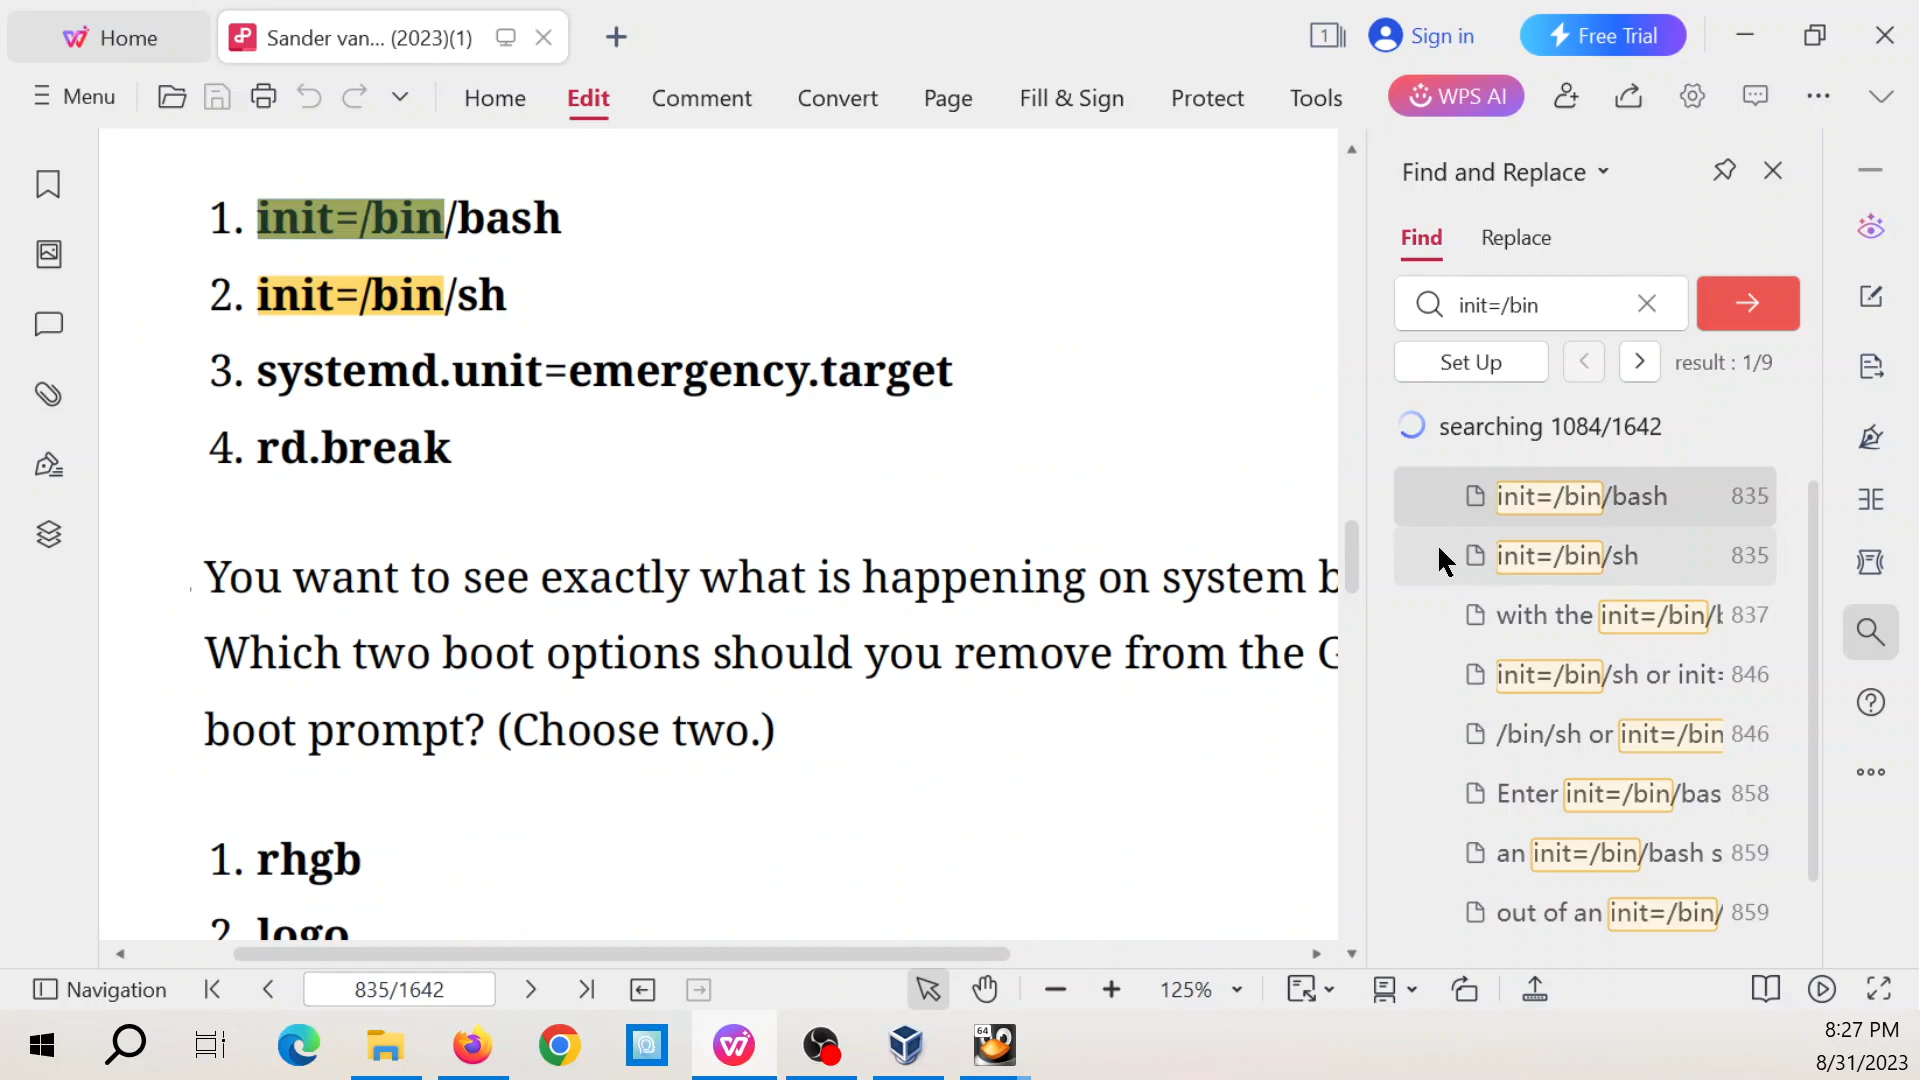 Home
Sander van... (2023)(1)
1
Sign in
Free Trial
Menu
Home
Edit
Comment
Convert
Page
Fill & Sign
Protect
Tools
WPS AI
1. init=/bin/bash
2. init=/bin/sh
3. systemd.unit=emergency.target
4. rd.break
You want to see exactly what is happening on system b
Which two boot options should you remove from the G
boot prompt? (Choose two.)
1. rhgb
2. logo
Find and Replace
Find
Replace
init=/bin
Set Up
result : 1/9
searching 1084/1642
init=/bin/bash 835
init=/bin/sh 835
with the init=/bin/b 837
init=/bin/sh or init= 846
/bin/sh or init=/bin 846
Enter init=/bin/bas 858
an init=/bin/bash s 859
out of an init=/bin/ 859
Navigation
835/1642
125%
64
8:27 PM
8/31/2023